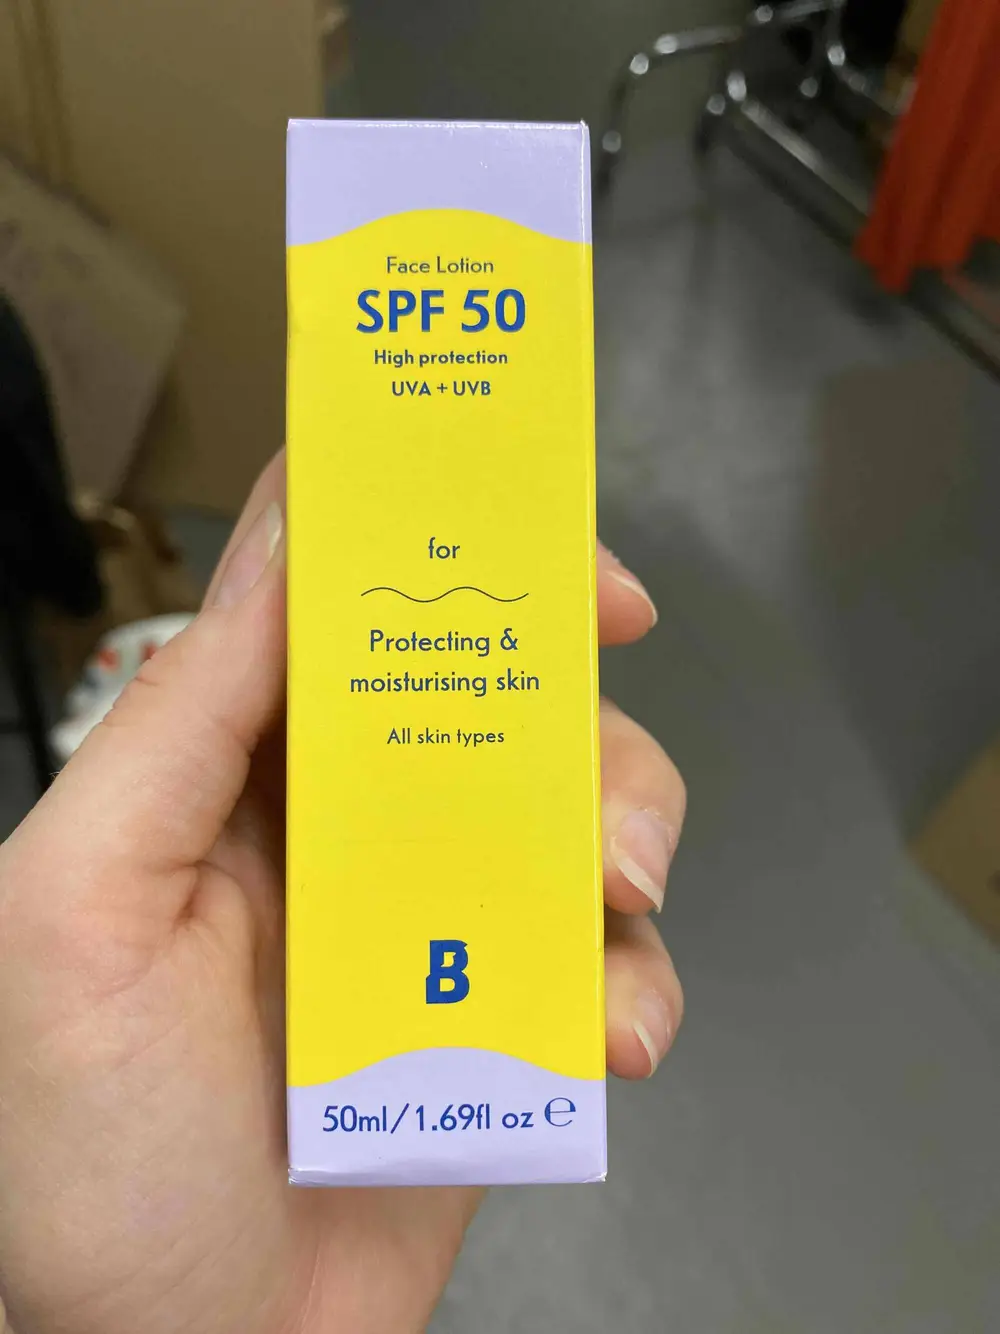 Face Lotion
SPF 50
High protection
UVA + UVB
for
Protecting &
moisturising skin
All skin types
B
50ml/1.69fl oz ℮